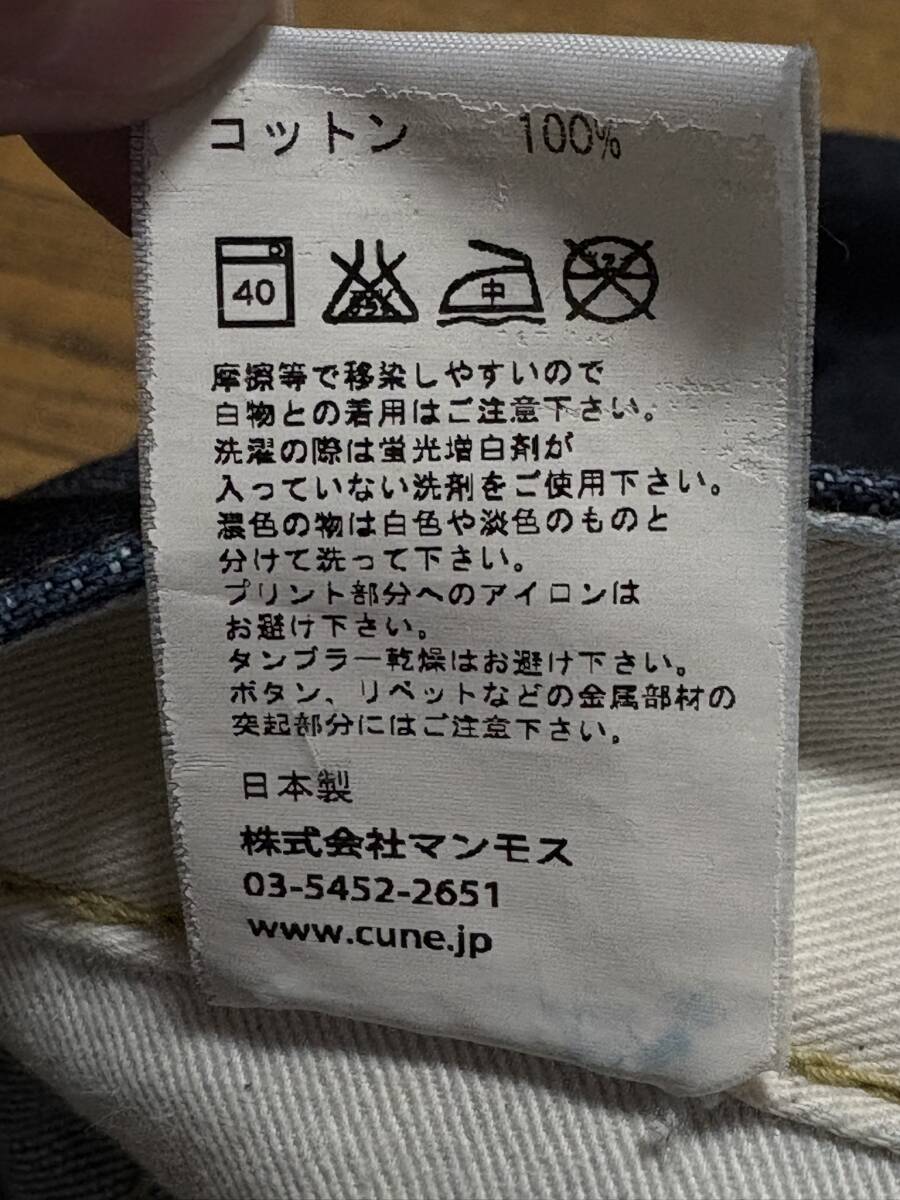 コットン 100%
40
中
摩擦等で移染しやすいので
白物との着用はご注意下さい。
洗濯の際は蛍光増白剤が
入っていない洗剤をご使用下さい。
濃色の物は白色や淡色のものと
分けて洗って下さい。
プリント部分へのアイロンは
お避け下さい。
タンブラー乾燥はお避け下さい。
ボタン、リベットなどの金属部材の
突起部分にはご注意下さい。
日本製
株式会社マンモス
03-5452-2651
www.cune.jp